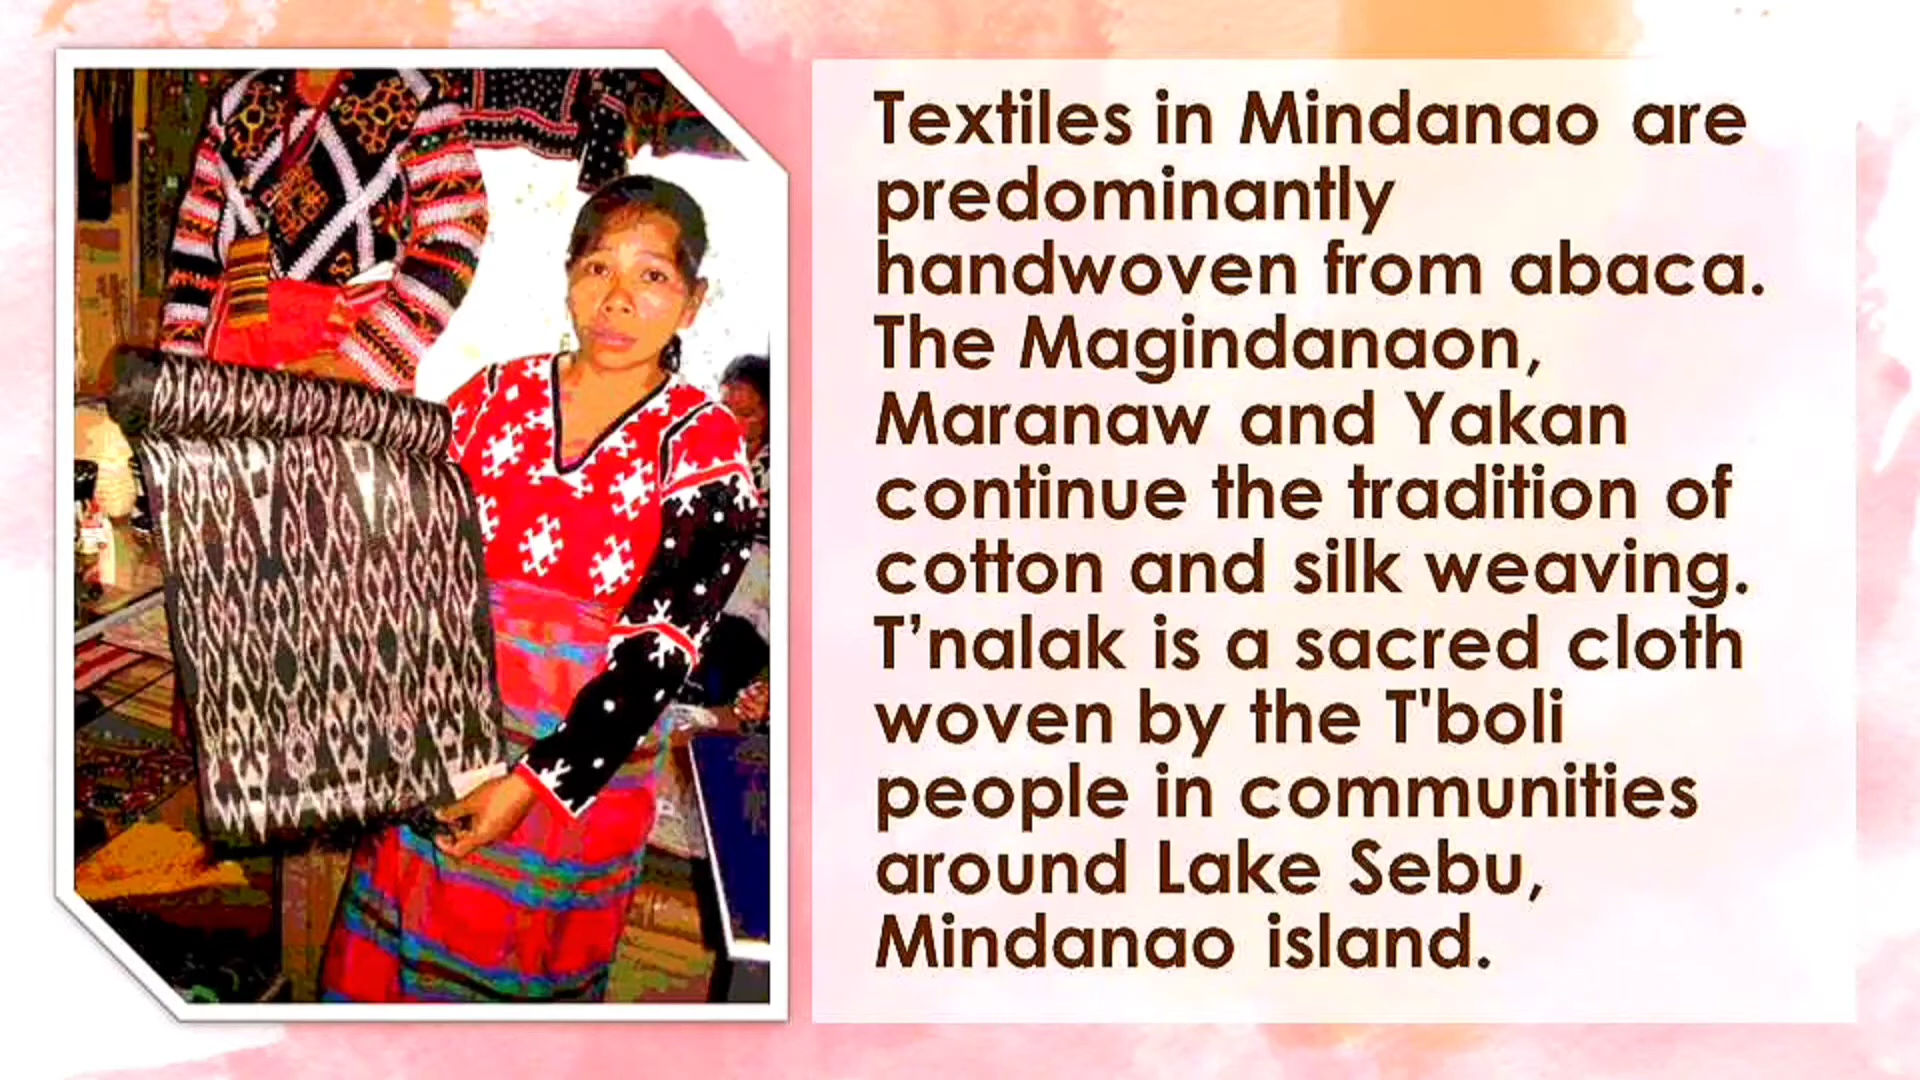 Textiles in Mindanao are
predominantly
handwoven from abaca.
The Magindanaon,
Maranaw and Yakan
continue the tradition of
cotton and silk weaving.
T’nalak is a sacred cloth
woven by the T'boli
people in communities
around Lake Sebu,
Mindanao island.